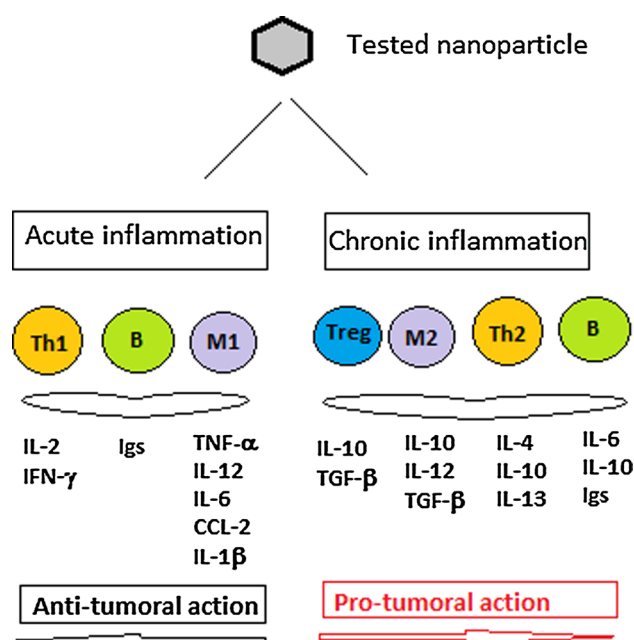 Tested nanoparticle
Acute inflammation
Chronic inflammation
Th1
B
M1
Treg
M2
Th2
B
IL-2
IFN-γ
Igs
TNF-α
IL-12
IL-6
CCL-2
IL-1β
IL-10
TGF-β
IL-10
IL-12
TGF-β
IL-4
IL-10
IL-13
IL-6
IL-10
Igs
Anti-tumoral action
Pro-tumoral action